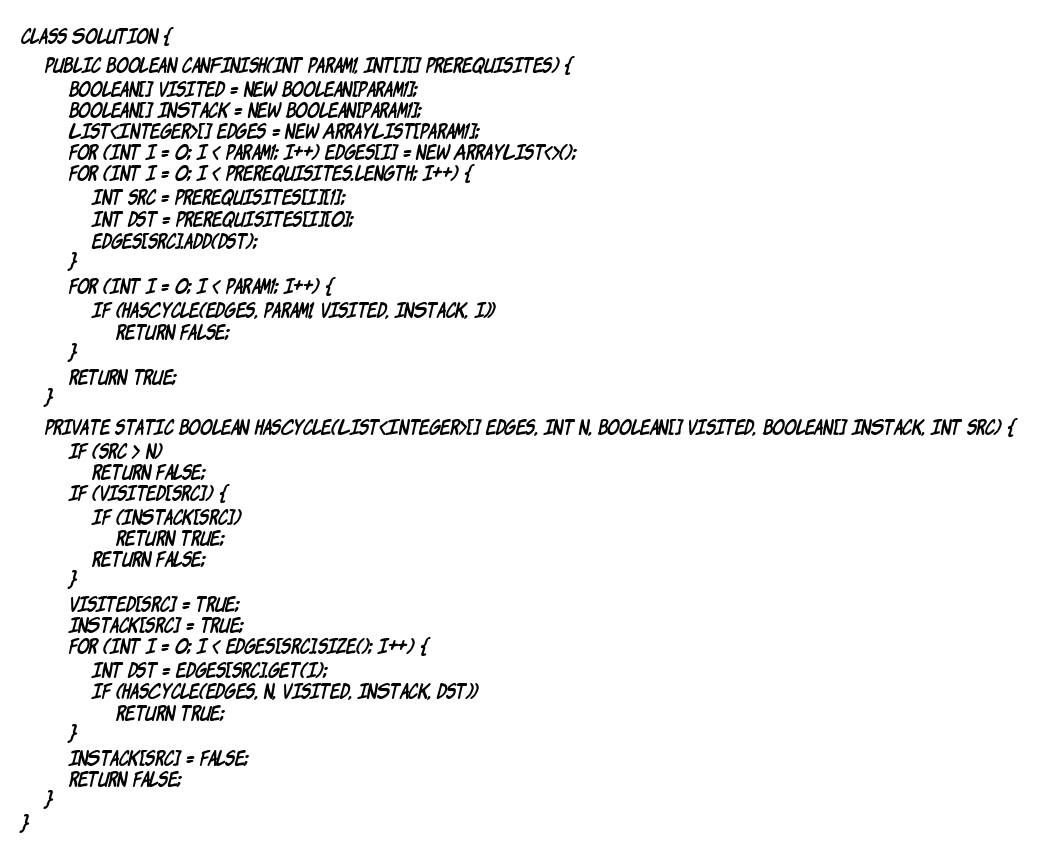 CLASS SOLUTION {
PUBLIC BOOLEAN CANFINISH(INT PARAM1, INT[][] PREREQUISITES) {
BOOLEAN[] VISITED = NEW BOOLEAN[PARAM1];
BOOLEAN[] INSTACK = NEW BOOLEAN[PARAM1];
LIST<INTEGER>[] EDGES = NEW ARRAYLIST[PARAM1];
FOR (INT I = 0; I < PARAM1; I++) EDGES[I] = NEW ARRAYLIST<>();
FOR (INT I = 0; I < PREREQUISITES.LENGTH; I++) {
INT SRC = PREREQUISITES[I][1];
INT DST = PREREQUISITES[I][0];
EDGES[SRC].ADD(DST);
}
FOR (INT I = 0; I < PARAM1; I++) {
IF (HASCYCLE(EDGES, PARAM1, VISITED, INSTACK, I))
RETURN FALSE;
}
RETURN TRUE;
}
PRIVATE STATIC BOOLEAN HASCYCLE(LIST<INTEGER>[] EDGES, INT N, BOOLEAN[] VISITED, BOOLEAN[] INSTACK, INT SRC) {
IF (SRC > N)
RETURN FALSE;
IF (VISITED[SRC]) {
IF (INSTACK[SRC])
RETURN TRUE;
RETURN FALSE;
}
VISITED[SRC] = TRUE;
INSTACK[SRC] = TRUE;
FOR (INT I = 0; I < EDGES[SRC].SIZE(); I++) {
INT DST = EDGES[SRC].GET(I);
IF (HASCYCLE(EDGES, N, VISITED, INSTACK, DST))
RETURN TRUE;
}
INSTACK[SRC] = FALSE;
RETURN FALSE;
}
}